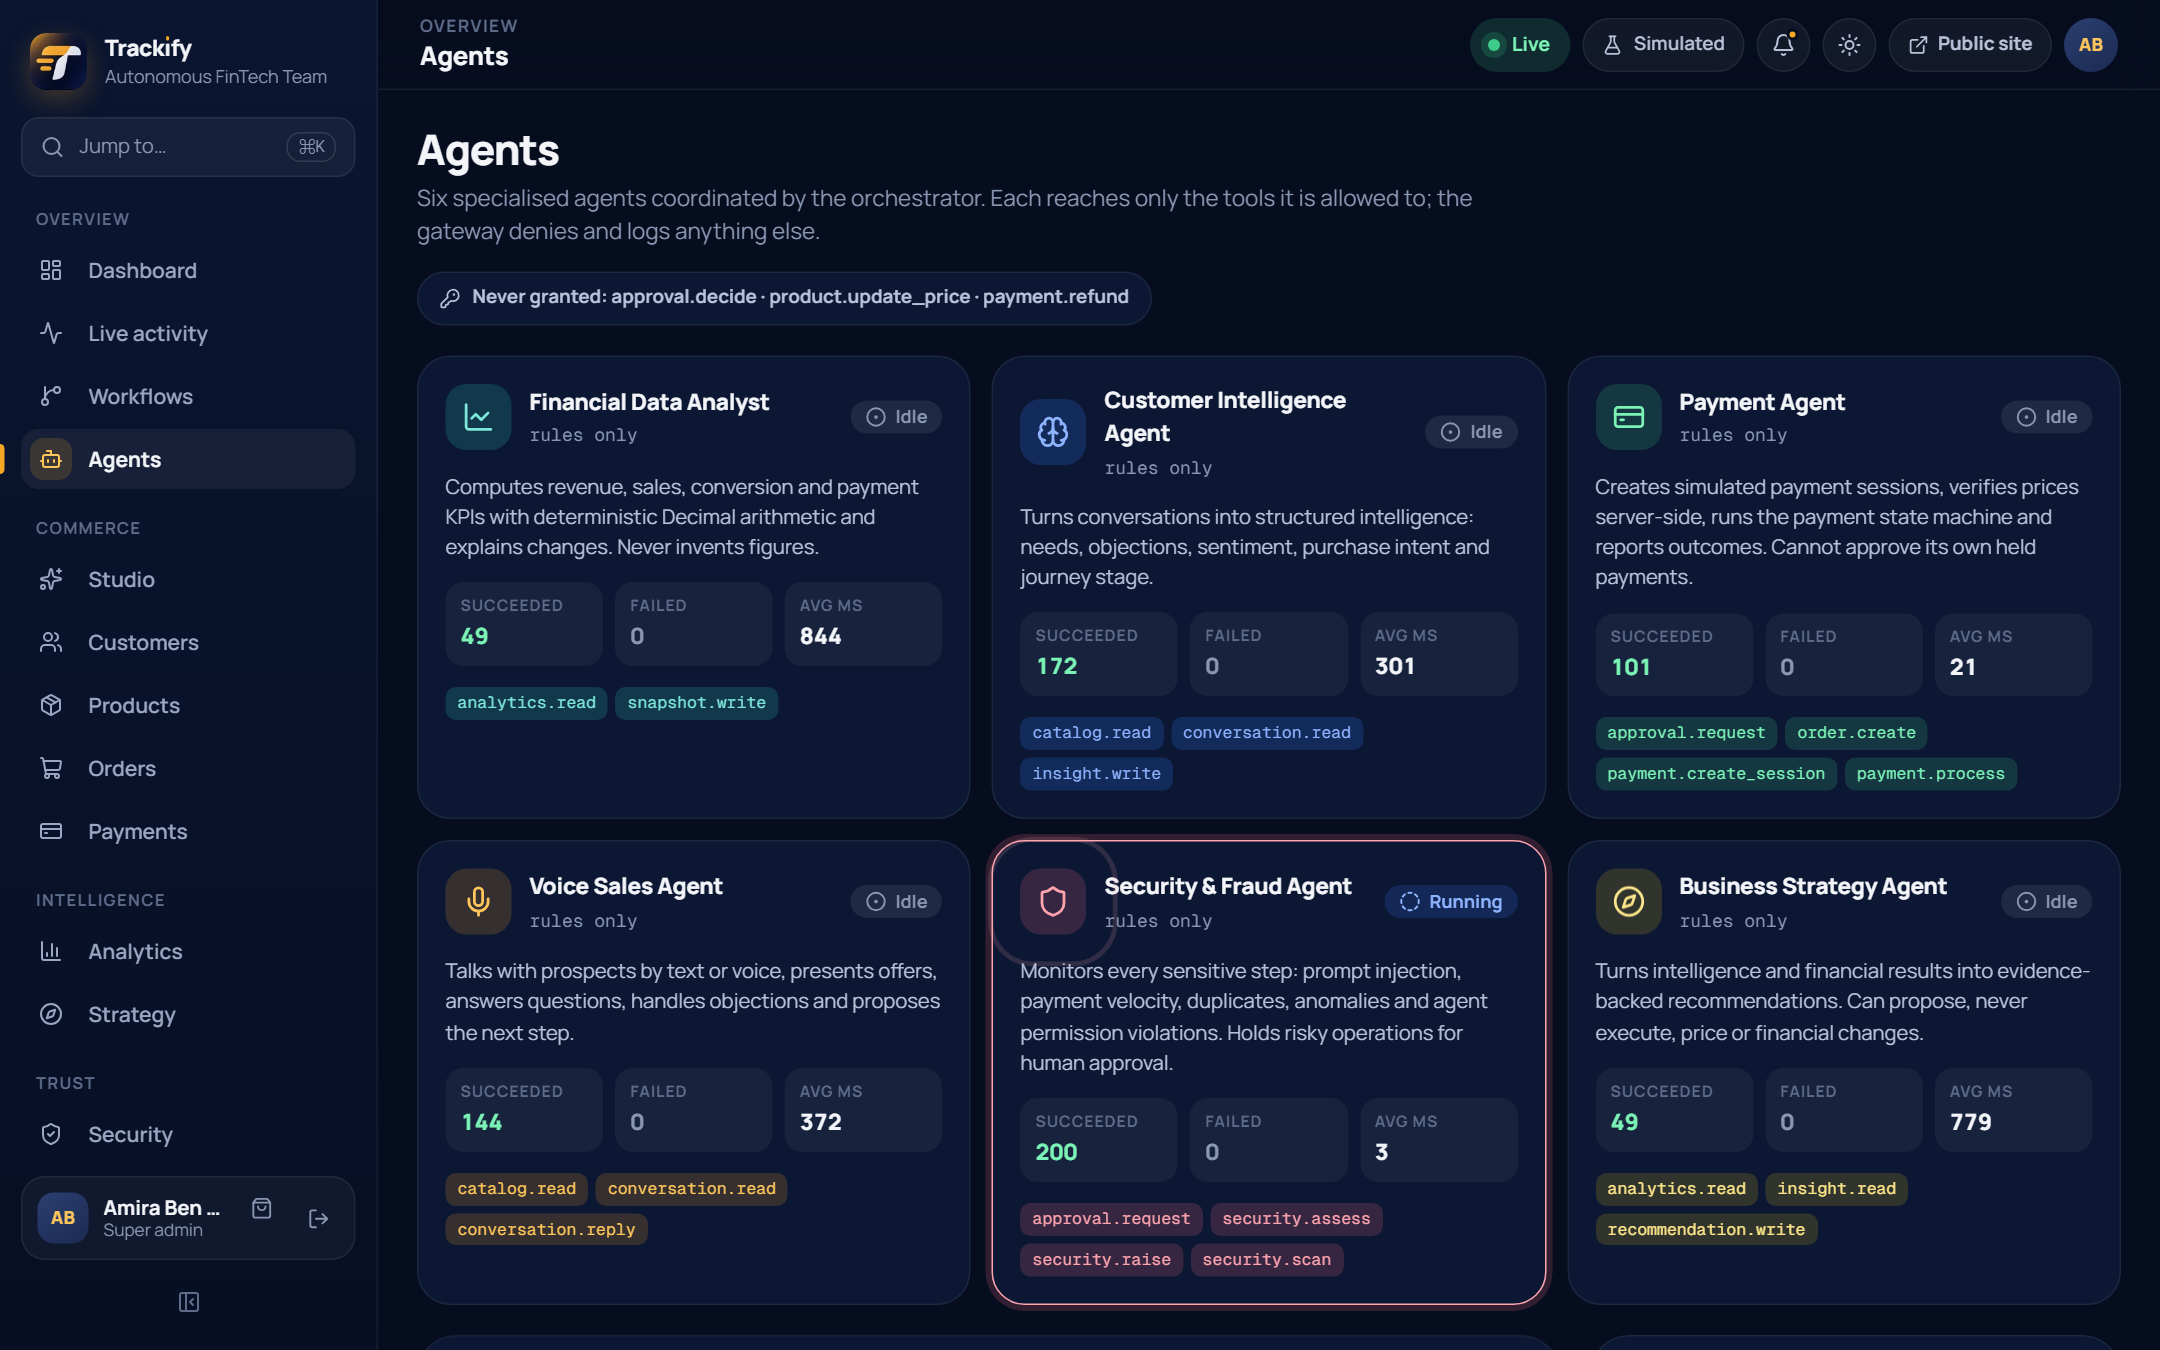 Trackify
Autonomous FinTech Team
Jump to...
⌘K
OVERVIEW
Dashboard
Live activity
Workflows
Agents
COMMERCE
Studio
Customers
Products
Orders
Payments
INTELLIGENCE
Analytics
Strategy
TRUST
Security
AB
Amira Ben ...
Super admin
OVERVIEW
Agents
Live
Simulated
Public site
AB
Agents
Six specialised agents coordinated by the orchestrator. Each reaches only the tools it is allowed to; the
gateway denies and logs anything else.
Never granted: approval.decide · product.update_price · payment.refund
Financial Data Analyst
rules only
Idle
Computes revenue, sales, conversion and payment
KPIs with deterministic Decimal arithmetic and
explains changes. Never invents figures.
SUCCEEDED
49
FAILED
0
AVG MS
844
analytics.read
snapshot.write
Customer Intelligence
Agent
rules only
Idle
Turns conversations into structured intelligence:
needs, objections, sentiment, purchase intent and
journey stage.
SUCCEEDED
172
FAILED
0
AVG MS
301
catalog.read
conversation.read
insight.write
Payment Agent
rules only
Idle
Creates simulated payment sessions, verifies prices
server-side, runs the payment state machine and
reports outcomes. Cannot approve its own held
payments.
SUCCEEDED
101
FAILED
0
AVG MS
21
approval.request
order.create
payment.create_session
payment.process
Voice Sales Agent
rules only
Idle
Talks with prospects by text or voice, presents offers,
answers questions, handles objections and proposes
the next step.
SUCCEEDED
144
FAILED
0
AVG MS
372
catalog.read
conversation.read
conversation.reply
Security & Fraud Agent
rules only
Running
Monitors every sensitive step: prompt injection,
payment velocity, duplicates, anomalies and agent
permission violations. Holds risky operations for
human approval.
SUCCEEDED
200
FAILED
0
AVG MS
3
approval.request
security.assess
security.raise
security.scan
Business Strategy Agent
rules only
Idle
Turns intelligence and financial results into evidence-
backed recommendations. Can propose, never
execute, price or financial changes.
SUCCEEDED
49
FAILED
0
AVG MS
779
analytics.read
insight.read
recommendation.write